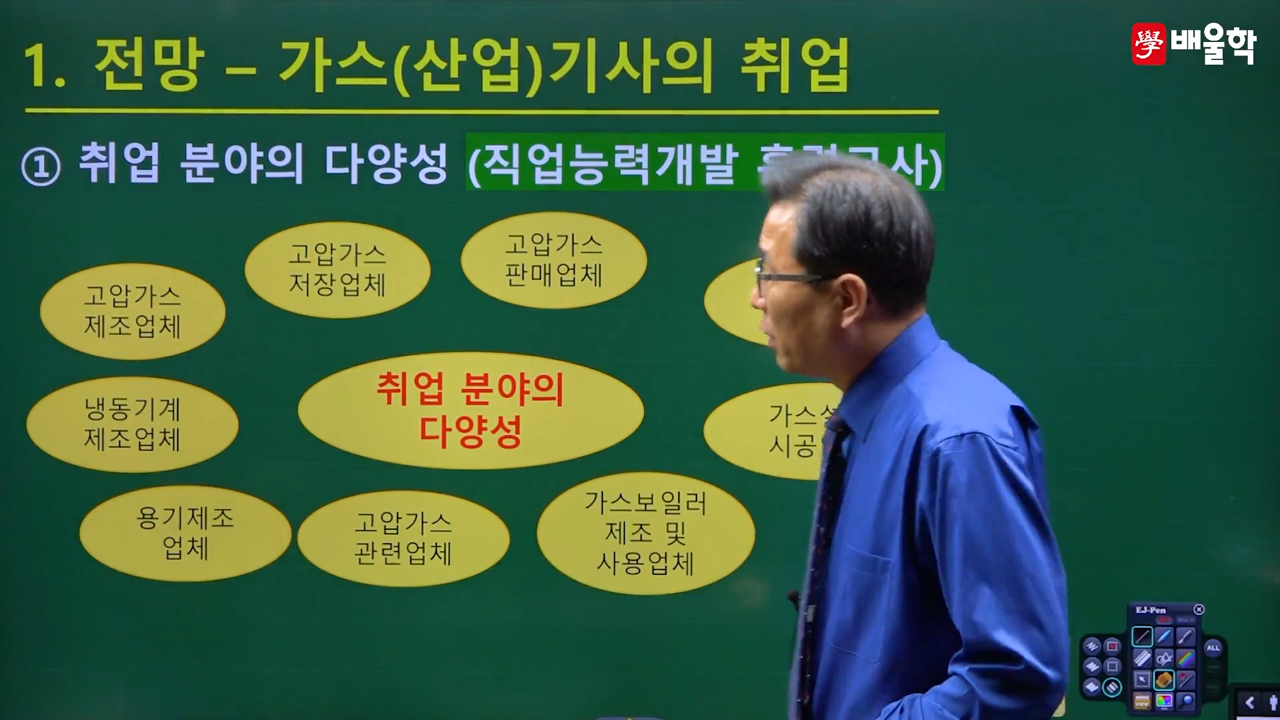 1. 전망 – 가스(산업)기사의 취업
學 배울학
① 취업 분야의 다양성 (직업능력개발
고압가스
저장업체
고압가스
판매업체
고압가스
제조업체
취업 분야의
다양성
냉동기계
제조업체
용기제조
업체
고압가스
관련업체
가스보일러
제조 및
사용업체
EJ-Pen
ALL